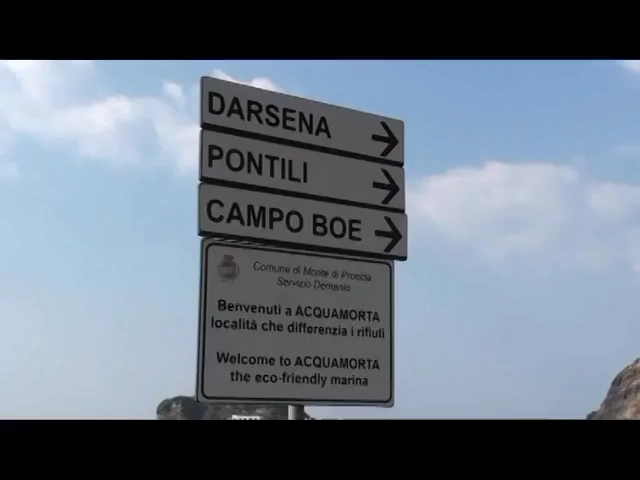 DARSENA
PONTILI
CAMPO BOE
Comune di Monte di Procida
Servizio Demanio
Benvenuti a ACQUAMORTA
località che differenzia i rifiuti
Welcome to ACQUAMORTA
the eco-friendly marina